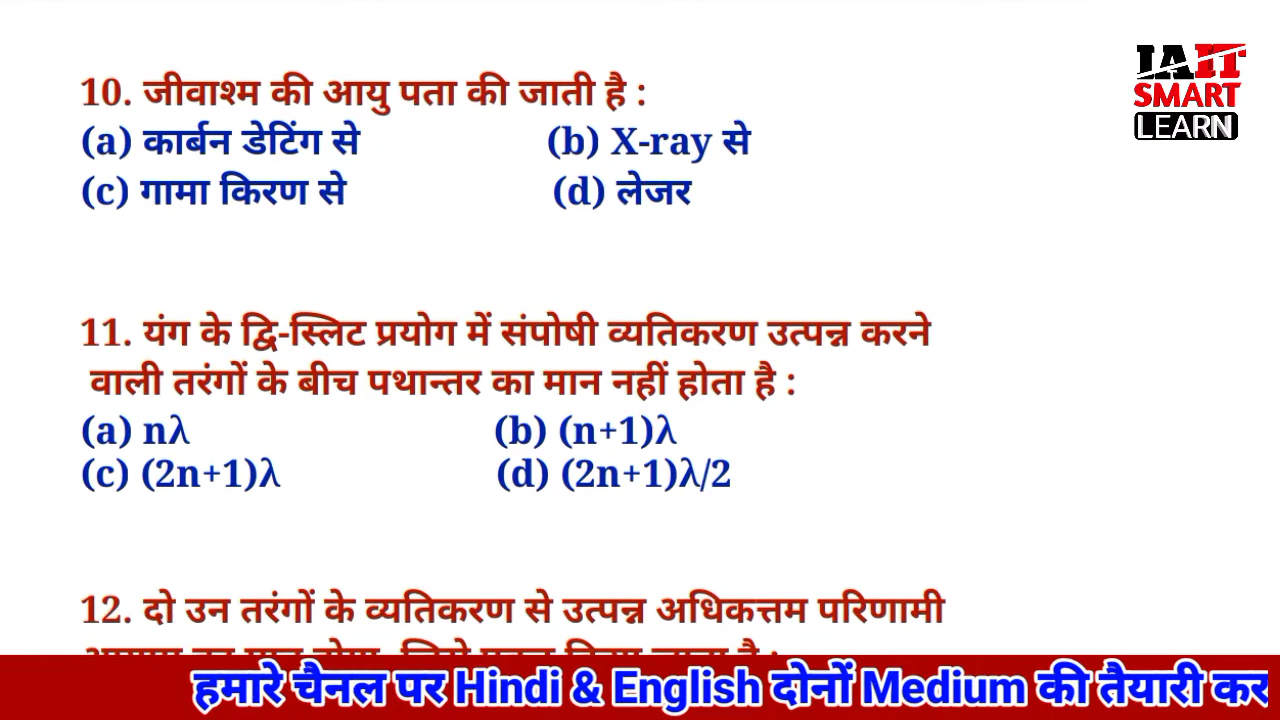 IAIT
SMART
LEARN
10. जीवाश्म की आयु पता की जाती है :
(a) कार्बन डेटिंग से (b) X-ray से
(c) गामा किरण से (d) लेजर
11. यंग के द्वि-स्लिट प्रयोग में संपोषी व्यतिकरण उत्पन्न करने
वाली तरंगों के बीच पथान्तर का मान नहीं होता है :
(a) nλ (b) (n+1)λ
(c) (2n+1)λ (d) (2n+1)λ/2
12. दो उन तरंगों के व्यतिकरण से उत्पन्न अधिकत्तम परिणामी
हमारे चैनल पर Hindi & English दोनों Medium की तैयारी कर